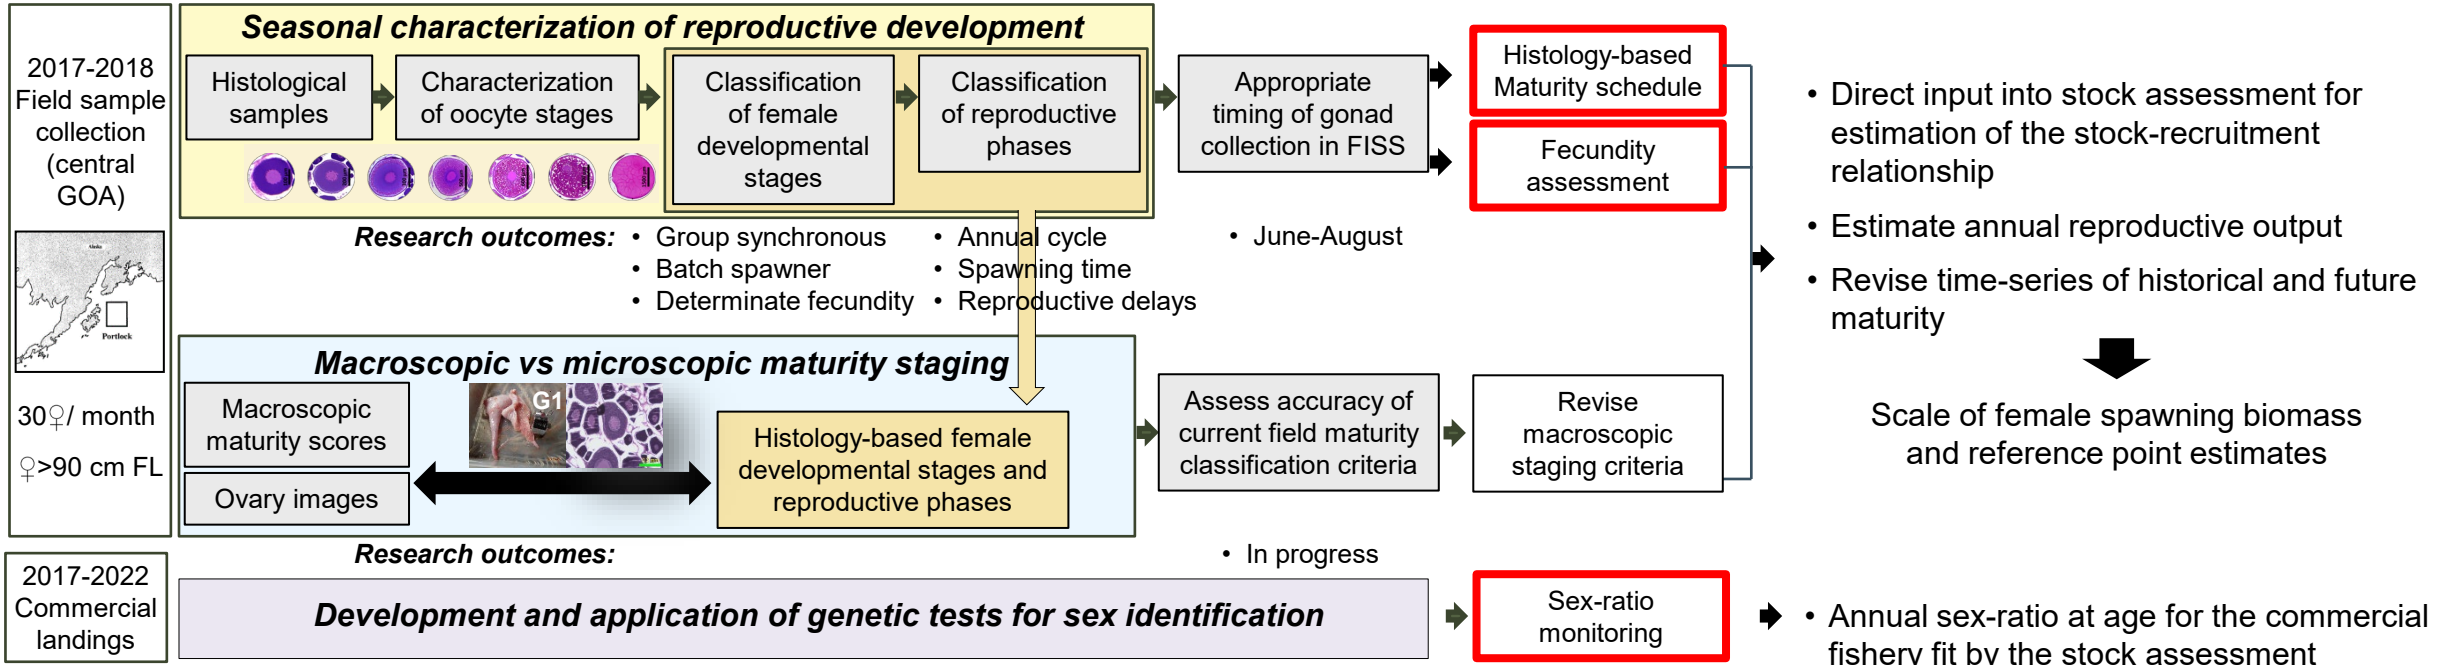 2017-2018
Field sample
collection
(central
GOA)
Alaska
Portlock
30♀/ month
♀>90 cm FL
Seasonal characterization of reproductive development
Histological
samples
Characterization
of oocyte stages
Classification
of female
developmental
stages
Classification
of reproductive
phases
Appropriate
timing of gonad
collection in FISS
Histology-based
Maturity schedule
Fecundity
assessment
Research outcomes:
• Group synchronous
• Batch spawner
• Determinate fecundity
• Annual cycle
• Spawning time
• Reproductive delays
• June-August
Macroscopic vs microscopic maturity staging
Macroscopic
maturity scores
Ovary images
G1
Histology-based female
developmental stages and
reproductive phases
Assess accuracy of
current field maturity
classification criteria
Revise
macroscopic
staging criteria
Research outcomes:
• In progress
• Direct input into stock assessment for
estimation of the stock-recruitment
relationship
• Estimate annual reproductive output
• Revise time-series of historical and future
maturity
Scale of female spawning biomass
and reference point estimates
2017-2022
Commercial
landings
Development and application of genetic tests for sex identification
Sex-ratio
monitoring
• Annual sex-ratio at age for the commercial
fishery fit by the stock assessment